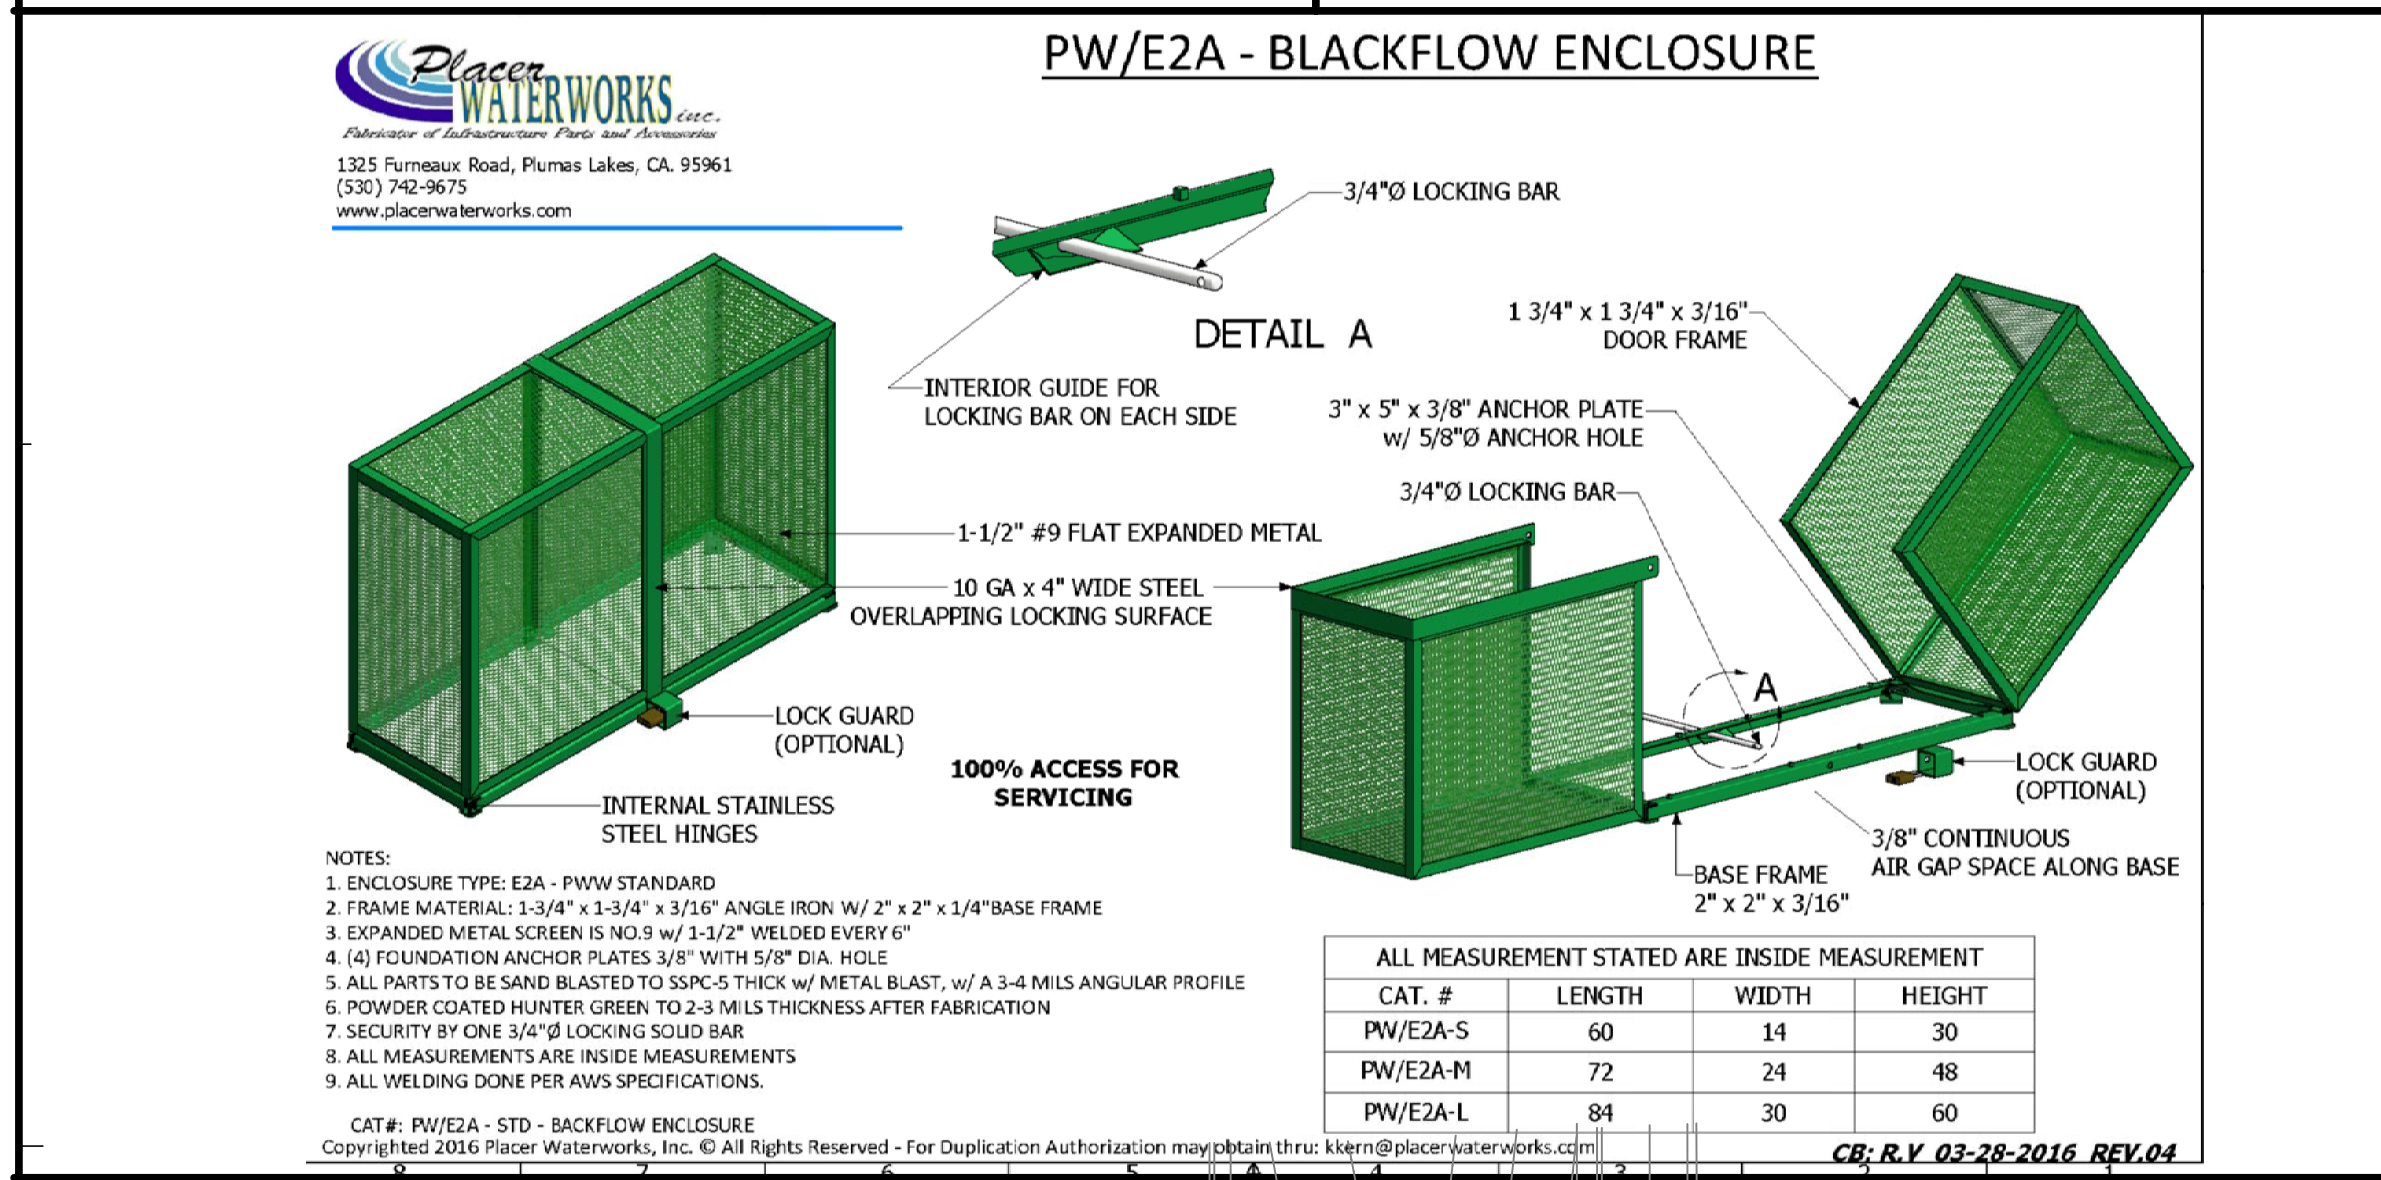 PW/E2A - BLACKFLOW ENCLOSURE
Placer
WATERWORKS inc.
Fabricator of Infrastructure Parts and Accessories
1325 Furneaux Road, Plumas Lakes, CA. 95961
(530) 742-9675
www.placerwaterworks.com
3/4"Ø LOCKING BAR
DETAIL A
INTERIOR GUIDE FOR
LOCKING BAR ON EACH SIDE
1 3/4" x 1 3/4" x 3/16"
DOOR FRAME
3" x 5" x 3/8" ANCHOR PLATE
w/ 5/8"Ø ANCHOR HOLE
3/4"Ø LOCKING BAR
1-1/2" #9 FLAT EXPANDED METAL
10 GA x 4" WIDE STEEL
OVERLAPPING LOCKING SURFACE
A
LOCK GUARD
(OPTIONAL)
100% ACCESS FOR
SERVICING
LOCK GUARD
(OPTIONAL)
INTERNAL STAINLESS
STEEL HINGES
3/8" CONTINUOUS
AIR GAP SPACE ALONG BASE
BASE FRAME
2" x 2" x 3/16"
NOTES:
1. ENCLOSURE TYPE: E2A - PWW STANDARD
2. FRAME MATERIAL: 1-3/4" x 1-3/4" x 3/16" ANGLE IRON W/ 2" x 2" x 1/4"BASE FRAME
3. EXPANDED METAL SCREEN IS NO.9 w/ 1-1/2" WELDED EVERY 6"
4. (4) FOUNDATION ANCHOR PLATES 3/8" WITH 5/8" DIA. HOLE
5. ALL PARTS TO BE SAND BLASTED TO SSPC-5 THICK w/ METAL BLAST, w/ A 3-4 MILS ANGULAR PROFILE
6. POWDER COATED HUNTER GREEN TO 2-3 MILS THICKNESS AFTER FABRICATION
7. SECURITY BY ONE 3/4"Ø LOCKING SOLID BAR
8. ALL MEASUREMENTS ARE INSIDE MEASUREMENTS
9. ALL WELDING DONE PER AWS SPECIFICATIONS.
CAT#: PW/E2A - STD - BACKFLOW ENCLOSURE
ALL MEASUREMENT STATED ARE INSIDE MEASUREMENT
CAT. # LENGTH WIDTH HEIGHT
PW/E2A-S 60 14 30
PW/E2A-M 72 24 48
PW/E2A-L 84 30 60
Copyrighted 2016 Placer Waterworks, Inc. © All Rights Reserved - For Duplication Authorization may obtain thru: kkern@placerwaterworks.com
CB: R.V 03-28-2016 REV.04
8 7 6 5 4 3 2 1